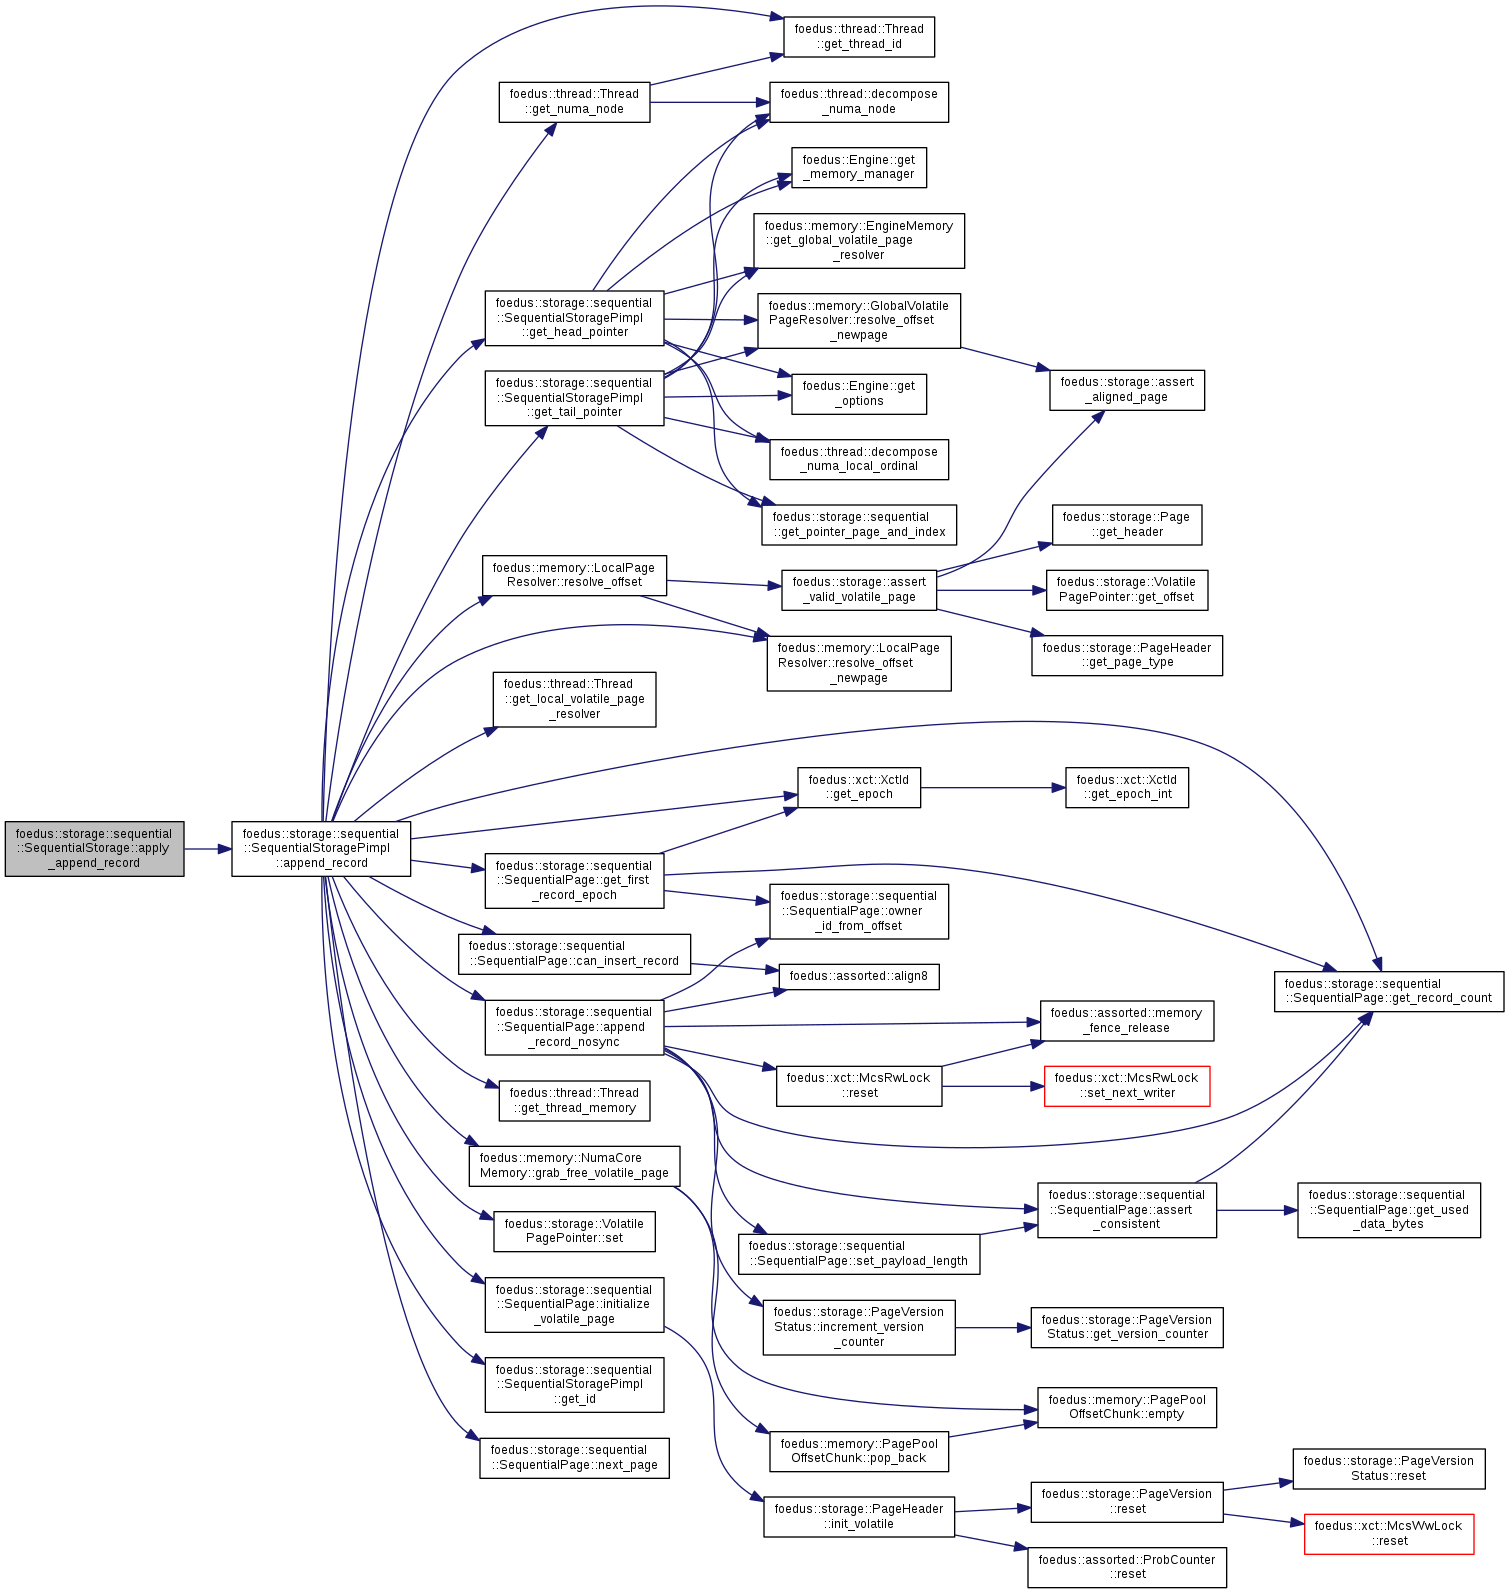 foedus::thread::Thread
::get_thread_id
foedus::thread::Thread
::get_numa_node
foedus::thread::decompose
_numa_node
foedus::Engine::get
_memory_manager
foedus::memory::EngineMemory
::get_global_volatile_page
_resolver
foedus::storage::sequential
::SequentialStoragePimpl
::get_head_pointer
foedus::memory::GlobalVolatile
PageResolver::resolve_offset
_newpage
foedus::storage::sequential
::SequentialStoragePimpl
::get_tail_pointer
foedus::Engine::get
_options
foedus::storage::assert
_aligned_page
foedus::thread::decompose
_numa_local_ordinal
foedus::storage::sequential
::get_pointer_page_and_index
foedus::storage::Page
::get_header
foedus::memory::LocalPage
Resolver::resolve_offset
foedus::storage::assert
_valid_volatile_page
foedus::storage::Volatile
PagePointer::get_offset
foedus::memory::LocalPage
Resolver::resolve_offset
_newpage
foedus::storage::PageHeader
::get_page_type
foedus::thread::Thread
::get_local_volatile_page
_resolver
foedus::xct::XctId
::get_epoch
foedus::xct::XctId
::get_epoch_int
foedus::storage::sequential
::SequentialStorage::apply
_append_record
foedus::storage::sequential
::SequentialStoragePimpl
::append_record
foedus::storage::sequential
::SequentialPage::get_first
_record_epoch
foedus::storage::sequential
::SequentialPage::owner
_id_from_offset
foedus::storage::sequential
::SequentialPage::can_insert_record
foedus::assorted::align8
foedus::storage::sequential
::SequentialPage::get_record_count
foedus::storage::sequential
::SequentialPage::append
_record_nosync
foedus::assorted::memory
_fence_release
foedus::xct::McsRwLock
::reset
foedus::xct::McsRwLock
::set_next_writer
foedus::thread::Thread
::get_thread_memory
foedus::memory::NumaCore
Memory::grab_free_volatile_page
foedus::storage::sequential
::SequentialPage::assert
_consistent
foedus::storage::sequential
::SequentialPage::get_used
_data_bytes
foedus::storage::Volatile
PagePointer::set
foedus::storage::sequential
::SequentialPage::set_payload_length
foedus::storage::sequential
::SequentialPage::initialize
_volatile_page
foedus::storage::PageVersion
Status::increment_version
_counter
foedus::storage::PageVersion
Status::get_version_counter
foedus::storage::sequential
::SequentialStoragePimpl
::get_id
foedus::memory::PagePool
OffsetChunk::empty
foedus::memory::PagePool
OffsetChunk::pop_back
foedus::storage::sequential
::SequentialPage::next_page
foedus::storage::PageVersion
Status::reset
foedus::storage::PageHeader
::init_volatile
foedus::storage::PageVersion
::reset
foedus::xct::McsWwLock
::reset
foedus::assorted::ProbCounter
::reset